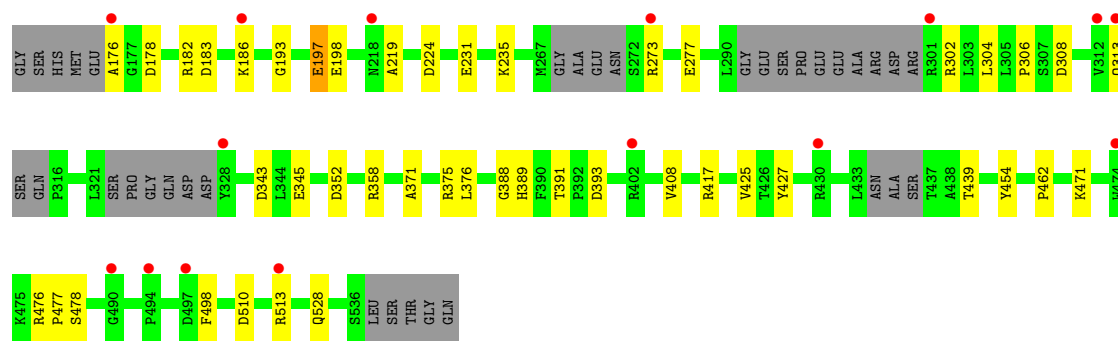 GLY SER HIS MET GLU A176 G177 D178 R182 D183 K186 G193 E197 E198 N218 A219 D224 E231 K235 M267 GLY ALA GLU ASN S272 R273 E277 L290 GLY GLU SER PRO GLU GLU ALA ARG ASP ARG R301 R302 L303 L304 L305 P306 S307 D308 V312
SER GLN P316 L321 SER PRO GLY GLN ASP ASP Y328 D343 L344 E345 D352 R358 A371 R375 L376 G388 H389 F390 T391 P392 D393 R402 V408 R417 V425 T426 Y427 R430 L433 ASN ALA SER T437 A438 T439 Y454 P462 K471
K475 R476 P477 S478 G490 P494 D497 F498 D510 R513 Q528 S536 LEU SER THR GLY GLN